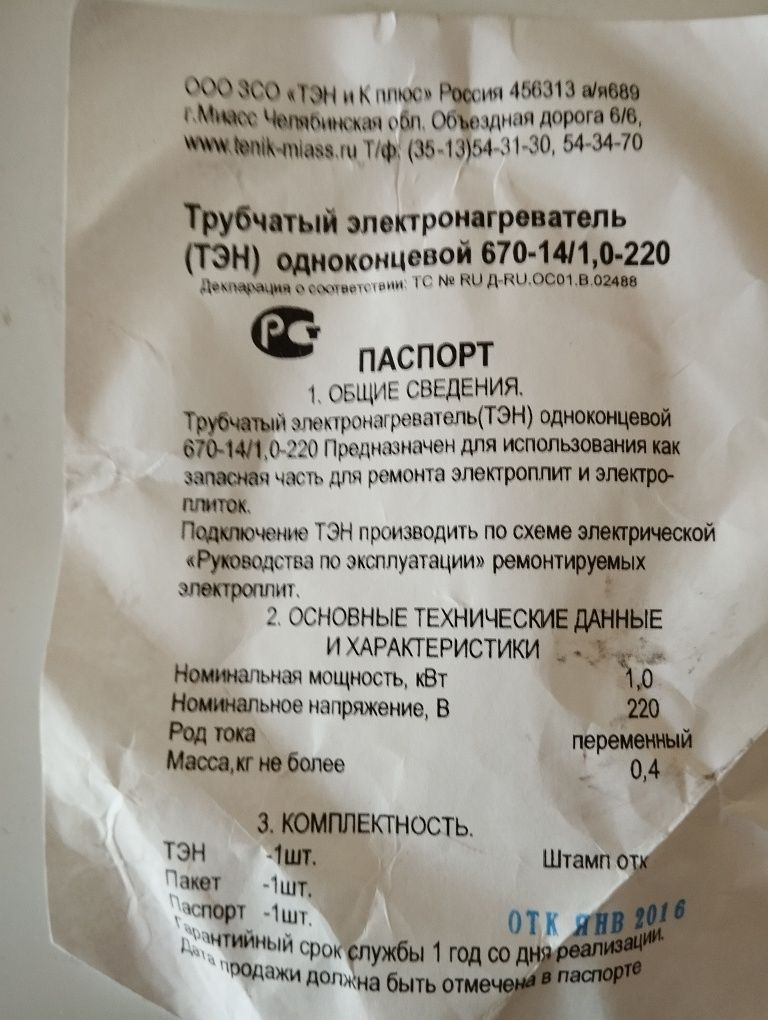 ООО ЗСО «ТЭН и К плюс» Россия 456313 а/я689
г.Миасс Челябинская обл. Объездная дорога 6/6,
www.tenik-miass.ru Т/ф: (35-13)54-31-30, 54-34-70
Трубчатый электронагреватель
(ТЭН) одноконцевой 670-14/1,0-220
Декларация о соответствии: ТС № RU Д-RU.ОС01.В.02488
РСТ
ПАСПОРТ
1. ОБЩИЕ СВЕДЕНИЯ.
Трубчатый электронагреватель(ТЭН) одноконцевой
670-14/1,0-220 Предназначен для использования как
запасная часть для ремонта электроплит и электро-
плиток.
Подключение ТЭН производить по схеме электрической
«Руководства по эксплуатации» ремонтируемых
электроплит.
2. ОСНОВНЫЕ ТЕХНИЧЕСКИЕ ДАННЫЕ
И ХАРАКТЕРИСТИКИ
Номинальная мощность, кВт 1,0
Номинальное напряжение, В 220
Род тока переменный
Масса,кг не более 0,4
3. КОМПЛЕКТНОСТЬ.
ТЭН -1шт. Штамп отк
Пакет -1шт.
Паспорт -1шт. ОТК ЯНВ 2016
Гарантийный срок службы 1 год со дня реализации.
Дата продажи должна быть отмечена в паспорте